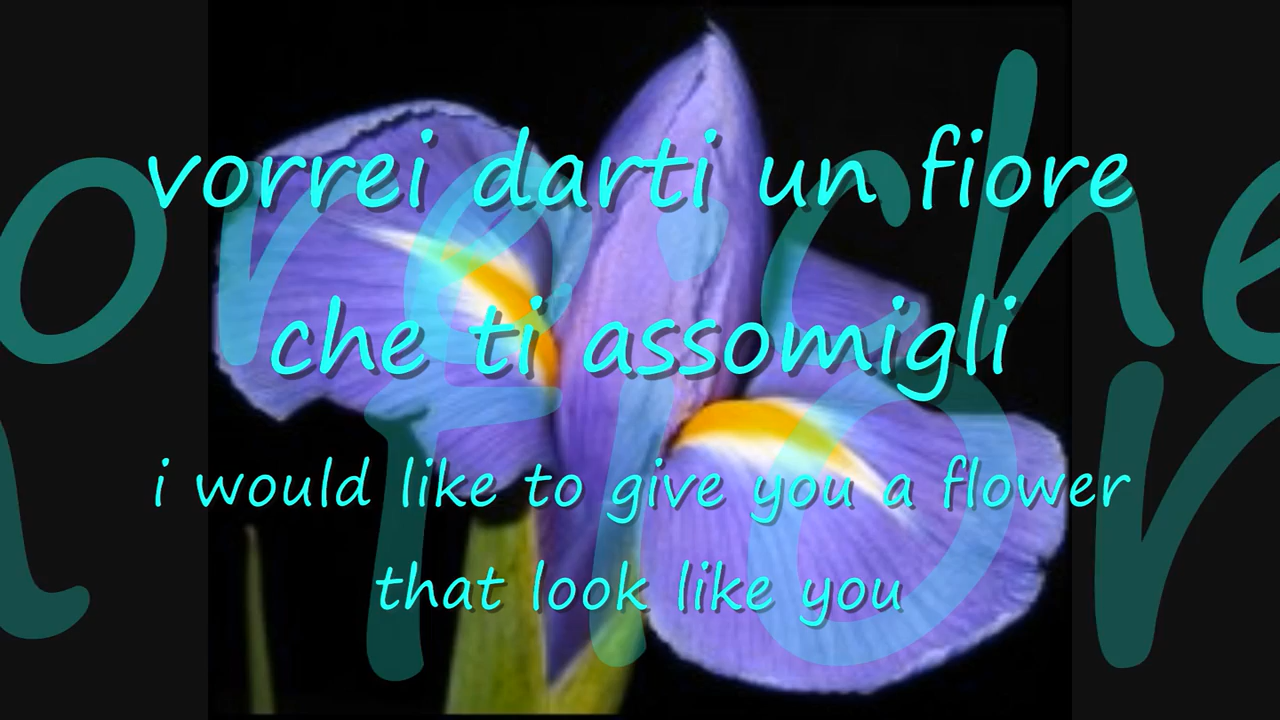 vorrei darti un fiore
che ti assomigli
i would like to give you a flower
that look like you